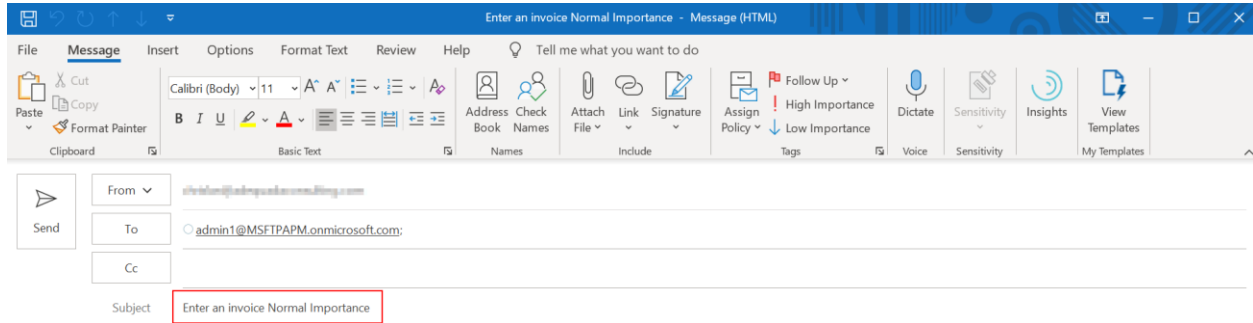 Enter an invoice Normal Importance - Message (HTML)
File Message Insert Options Format Text Review Help Tell me what you want to do
Paste
Cut
Copy
Format Painter
Clipboard
Calibri (Body) 11
B I U
Basic Text
Address Book
Check Names
Names
Attach File
Link
Signature
Include
Assign Policy
Follow Up
High Importance
Low Importance
Tags
Dictate
Voice
Sensitivity
Sensitivity
Insights
View Templates
My Templates
Send
From
To admin1@MSFTPAPM.onmicrosoft.com;
Cc
Subject Enter an invoice Normal Importance